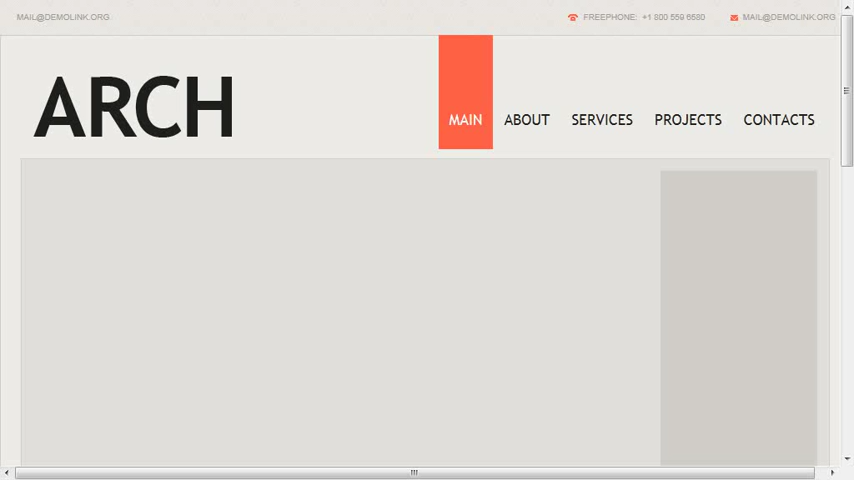 MAIL@DEMOLINK.ORG
FREEPHONE: +1 800 559 6580
MAIL@DEMOLINK.ORG
ARCH
MAIN ABOUT SERVICES PROJECTS CONTACTS